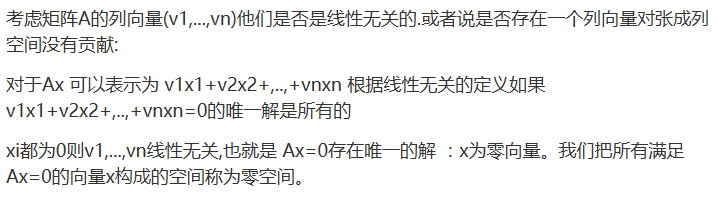 考虑矩阵A的列向量(v1,...,vn)他们是否是线性无关的.或者说是否存在一个列向量对张成列
空间没有贡献:
对于Ax 可以表示为 v1x1+v2x2+,..,+vnxn 根据线性无关的定义如果
v1x1+v2x2+,..,+vnxn=0的唯一解是所有的
xi都为0则v1,...,vn线性无关,也就是 Ax=0存在唯一的解 ：x为零向量。我们把所有满足
Ax=0的向量x构成的空间称为零空间。